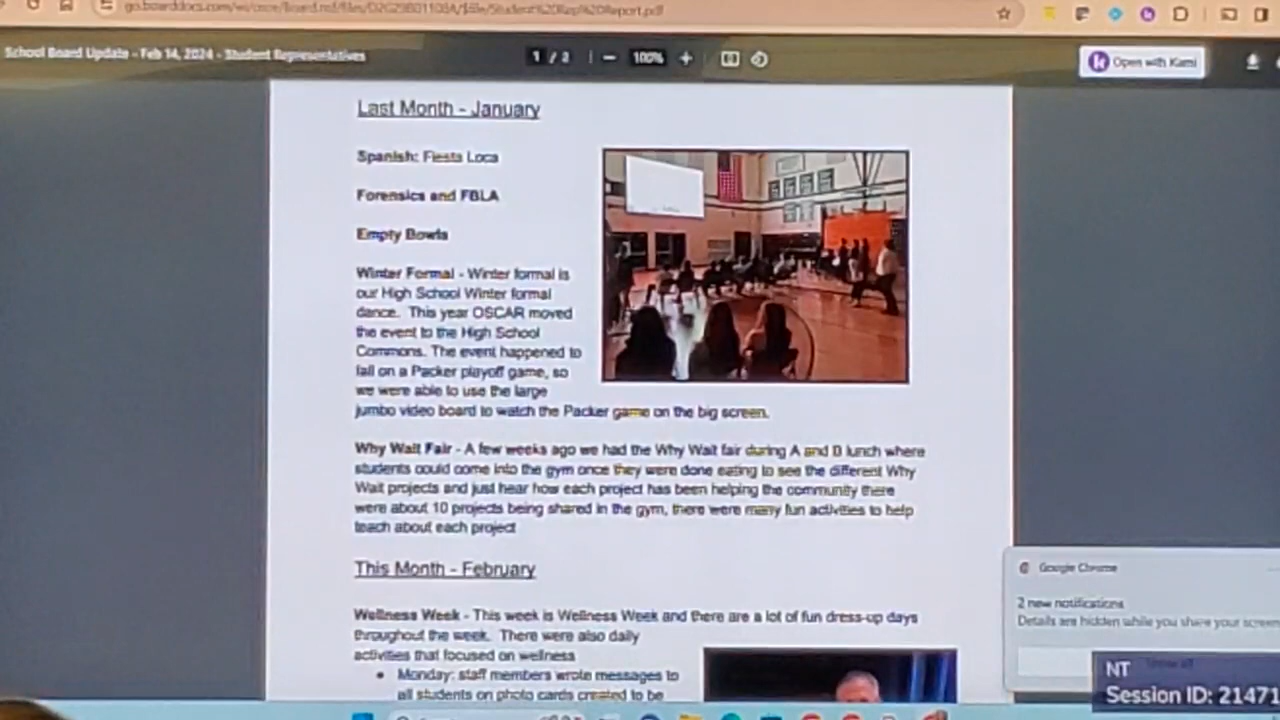 School Board Update - Feb 14, 2024 - Student Representatives
1 / 3
100%
Open with Kami
Last Month - January
Spanish: Fiesta Loca
Forensics and FBLA
Empty Bowls
Winter Formal - Winter formal is
our High School Winter formal
dance. This year OSCAR moved
the event to the High School
Commons. The event happened to
fall on a Packer playoff game, so
we were able to use the large
jumbo video board to watch the Packer game on the big screen.
Why Wait Fair - A few weeks ago we had the Why Wait fair during A and D lunch where
students could come into the gym once they were done eating to see the different Why
Wait projects and just hear how each project has been helping the community there
were about 10 projects being shared in the gym, there were many fun activities to help
teach about each project
This Month - February
Wellness Week - This week is Wellness Week and there are a lot of fun dress-up days
throughout the week. There were also daily
activities that focused on wellness
• Monday: staff members wrote messages to
all students on photo cards created to be
Google Chrome
2 new notifications
Details are hidden while you share your screen
NT
Session ID: 21471